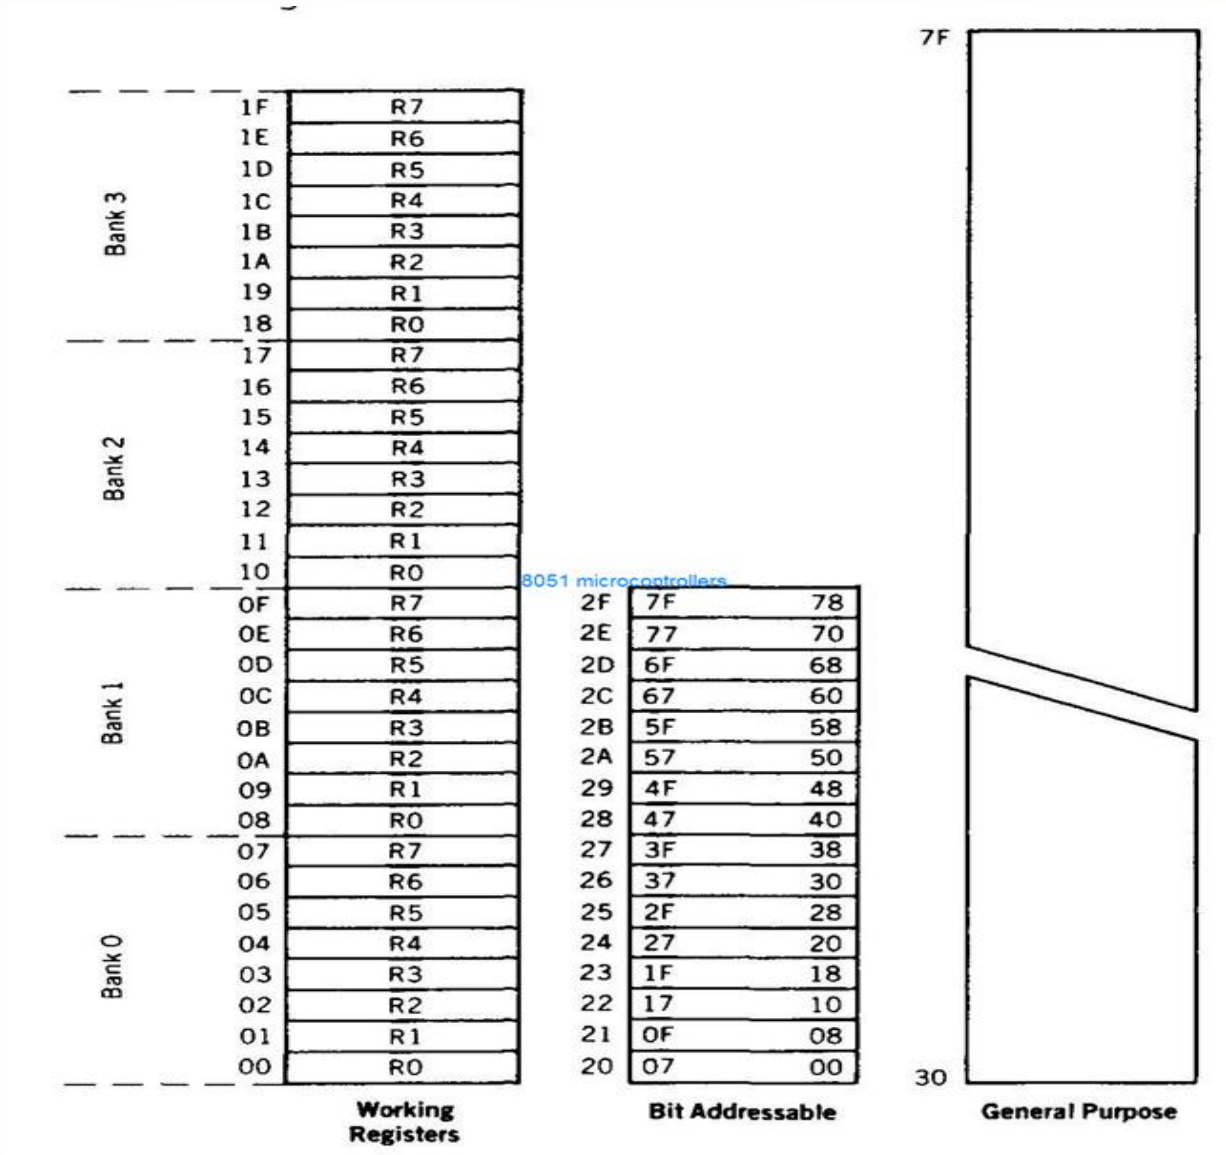 7F
1F R7
1E R6
1D R5
1C R4
1B R3
1A R2
19 R1
18 R0
Bank 3
17 R7
16 R6
15 R5
14 R4
13 R3
12 R2
11 R1
10 R0
Bank 2
8051 microcontrollers
0F R7
0E R6
0D R5
0C R4
0B R3
0A R2
09 R1
08 R0
Bank 1
07 R7
06 R6
05 R5
04 R4
03 R3
02 R2
01 R1
00 R0
Bank 0
Working
Registers
2F 7F 78
2E 77 70
2D 6F 68
2C 67 60
2B 5F 58
2A 57 50
29 4F 48
28 47 40
27 3F 38
26 37 30
25 2F 28
24 27 20
23 1F 18
22 17 10
21 0F 08
20 07 00
Bit Addressable
30
General Purpose